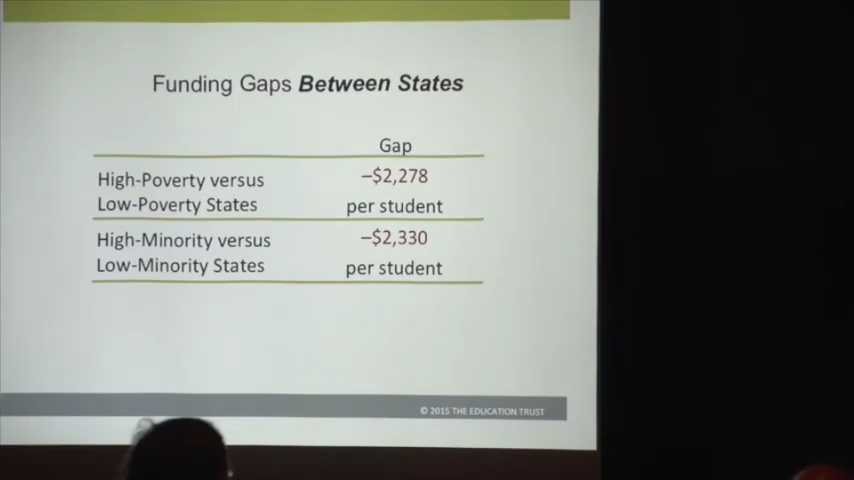 Funding Gaps Between States
Gap
High-Poverty versus
Low-Poverty States
–$2,278
per student
High-Minority versus
Low-Minority States
–$2,330
per student
© 2015 THE EDUCATION TRUST